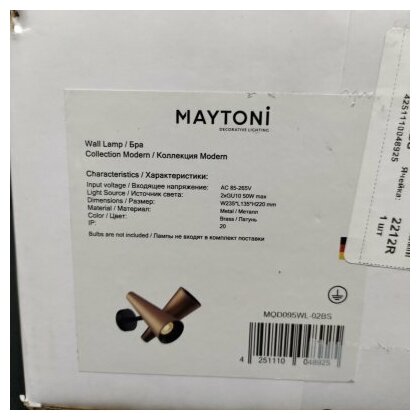 MAYTONi
DECORATIVE LIGHTING
Wall Lamp / Бра
Collection Modern / Коллекция Modern
Characteristics / Характеристики:
Input voltage / Входящее напряжение: AC 85-265V
Light Source / Источник света: 2xGU10 50W max
Dimensions / Размер: W230*L135*H220 mm
Material / Материал: Metal / Металл
Color / Цвет: Brass / Латунь
IP: 20
Bulbs are not included / Лампы не входят в комплект поставки
MQD095WL-02BS
4 251110 048925
4251110048925
Ячейка:
2212R
1 ШТ